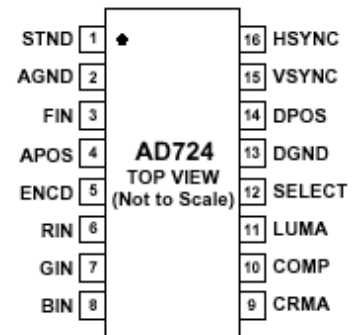 STND 1 16 HSYNC
AGND 2 15 VSYNC
FIN 3 14 DPOS
APOS 4 AD724 13 DGND
TOP VIEW
ENCD 5 (Not to Scale) 12 SELECT
RIN 6 11 LUMA
GIN 7 10 COMP
BIN 8 9 CRMA